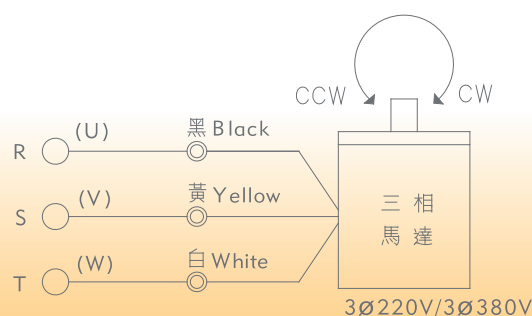 CCW CW
R (U) 黑 Black
S (V) 黃 Yellow
T (W) 白 White
三相
馬達
3Ø220V/3Ø380V